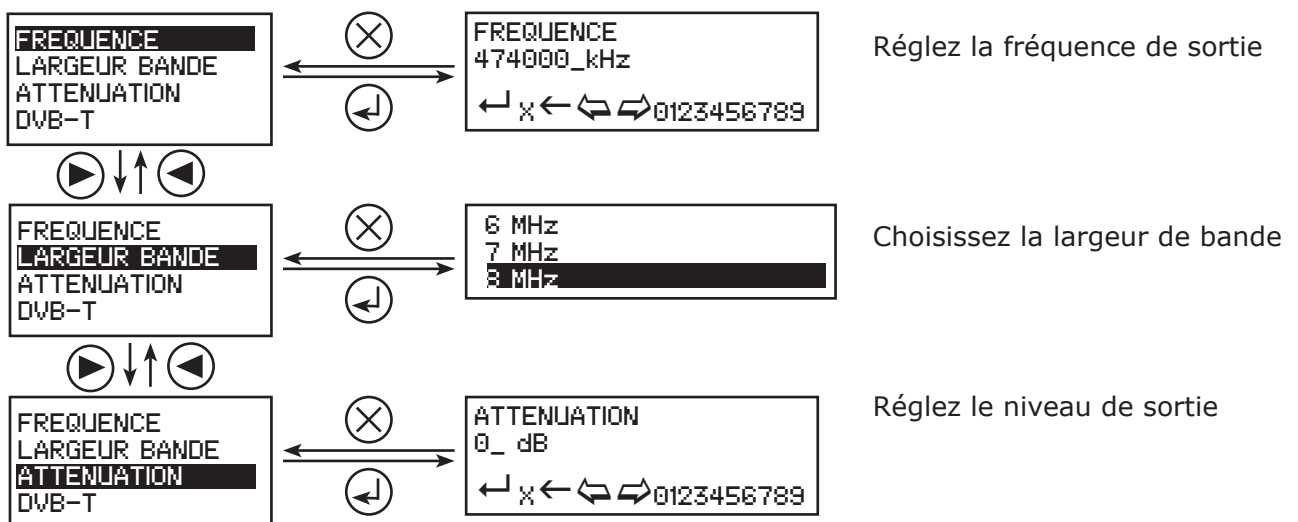 FREQUENCE
LARGEUR BANDE
ATTENUATION
DVB-T
FREQUENCE
474000_kHz
↵ x ← ⇦ ⇨ 0123456789
Réglez la fréquence de sortie
FREQUENCE
LARGEUR BANDE
ATTENUATION
DVB-T
6 MHz
7 MHz
8 MHz
Choisissez la largeur de bande
FREQUENCE
LARGEUR BANDE
ATTENUATION
DVB-T
ATTENUATION
0_ dB
↵ x ← ⇦ ⇨ 0123456789
Réglez le niveau de sortie